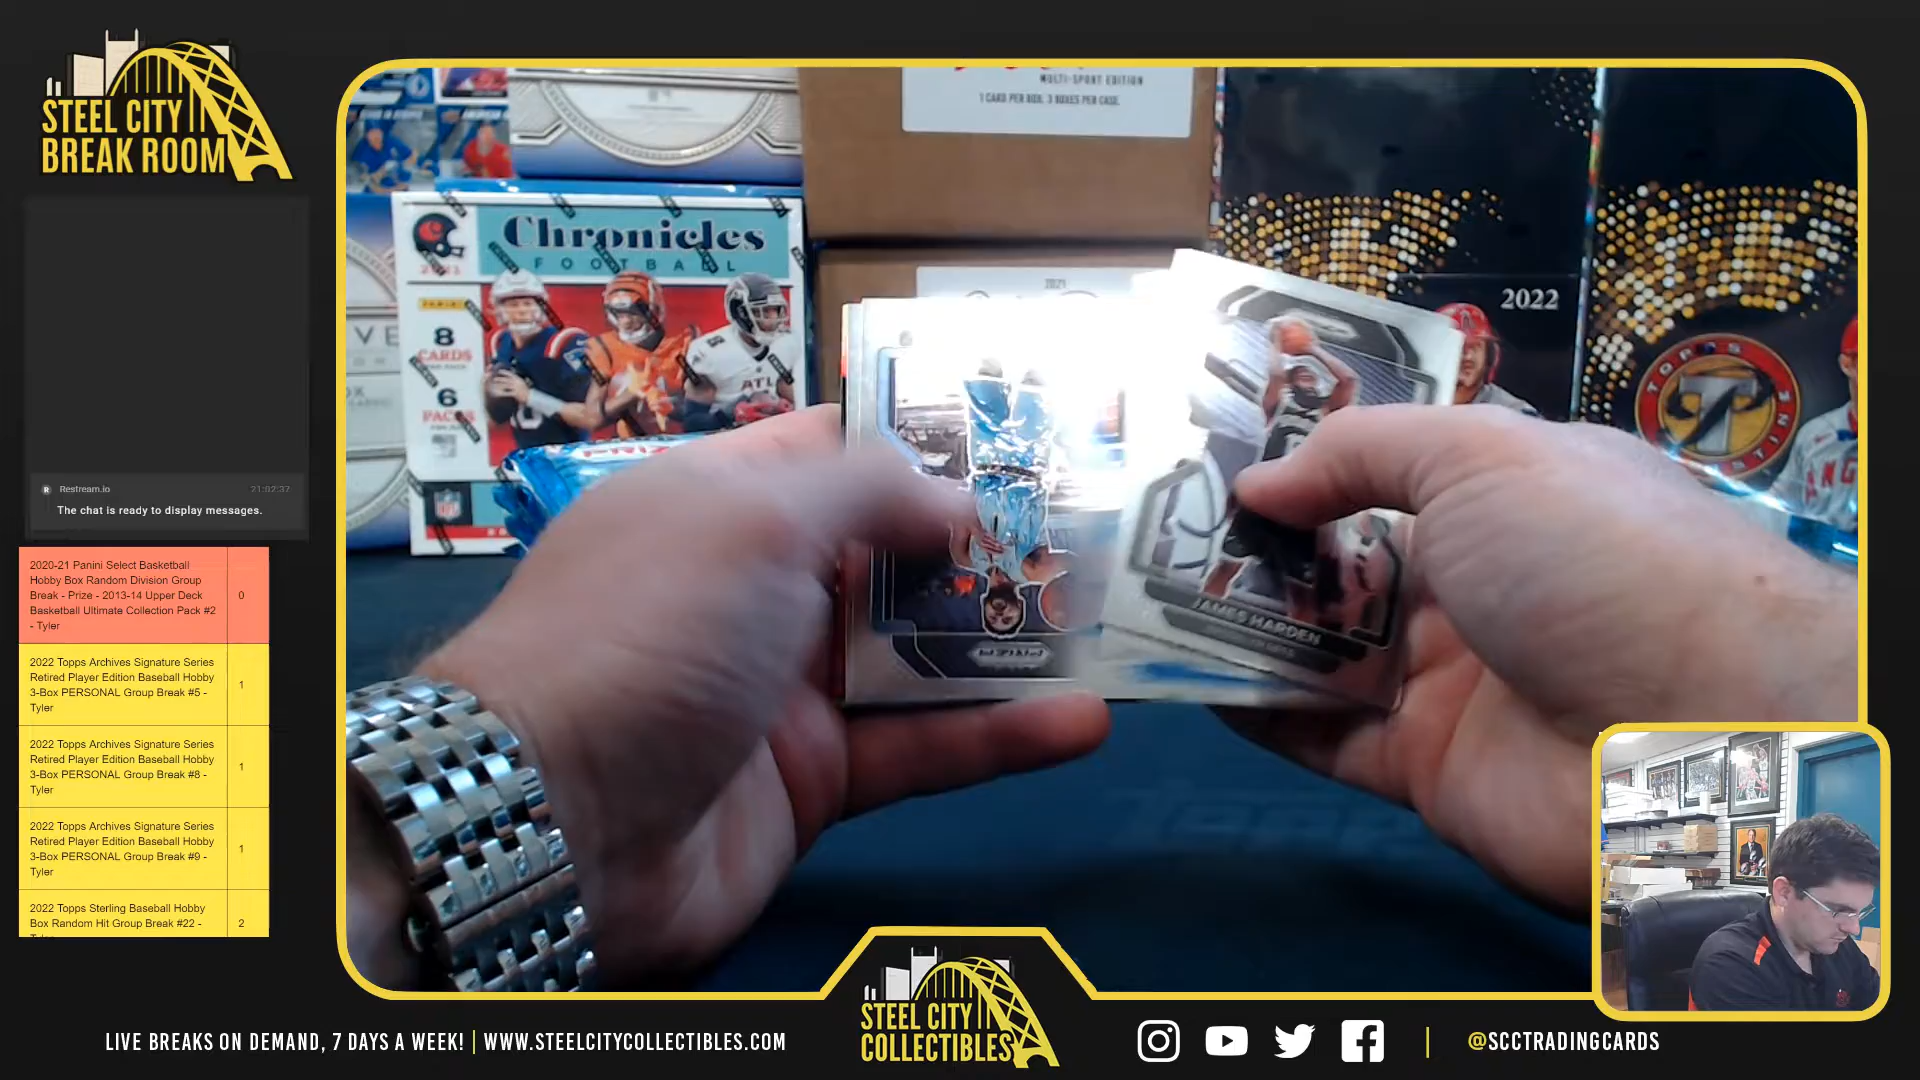 STEEL CITY
BREAK ROOM
Restream.io
21:02:37
The chat is ready to display messages.
2020-21 Panini Select Basketball
Hobby Box Random Division Group
Break - Prize - 2013-14 Upper Deck
Basketball Ultimate Collection Pack #2
- Tyler
0
2022 Topps Archives Signature Series
Retired Player Edition Baseball Hobby
3-Box PERSONAL Group Break #5 -
Tyler
1
2022 Topps Archives Signature Series
Retired Player Edition Baseball Hobby
3-Box PERSONAL Group Break #8 -
Tyler
1
2022 Topps Archives Signature Series
Retired Player Edition Baseball Hobby
3-Box PERSONAL Group Break #9 -
Tyler
1
2022 Topps Sterling Baseball Hobby
Box Random Hit Group Break #22 -
2
MULTI-SPORT EDITION
1 CARD PER BOX. 3 BOXES PER CASE.
Chronicles
FOOTBALL
2021
PANINI
8
CARDS
6
PACKS
ATL
NFL
2021
2022
TOPPS
JAMES HARDEN
PRIZM
STEEL CITY
COLLECTIBLES
LIVE BREAKS ON DEMAND, 7 DAYS A WEEK! | WWW.STEELCITYCOLLECTIBLES.COM
@SCCTRADINGCARDS